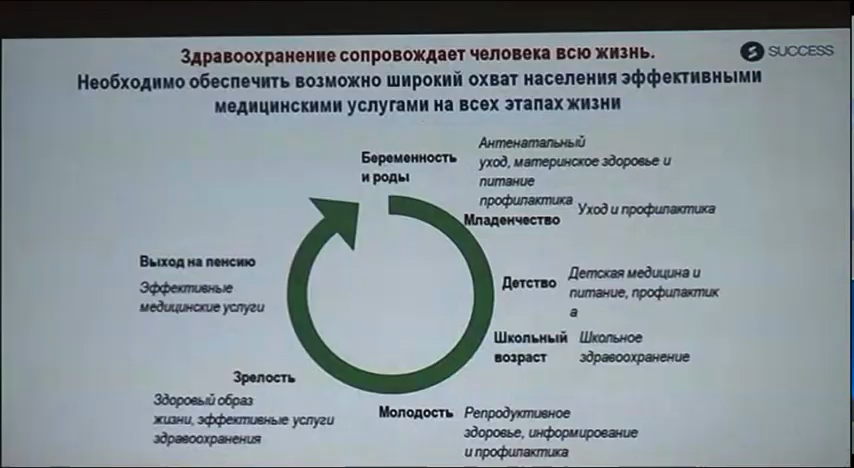 Здравоохранение сопровождает человека всю жизнь.
SUCCESS
Необходимо обеспечить возможно широкий охват населения эффективными
медицинскими услугами на всех этапах жизни
Беременность
и роды
Антенатальный
уход, материнское здоровье и
питание
профилактика
Младенчество
Уход и профилактика
Детство
Детская медицина и
питание, профилактик
а
Школьный
возраст
Школьное
здравоохранение
Молодость
Репродуктивное
здоровье, информирование
и профилактика
Зрелость
Здоровый образ
жизни, эффективные услуги
здравоохранения
Выход на пенсию
Эффективные
медицинские услуги